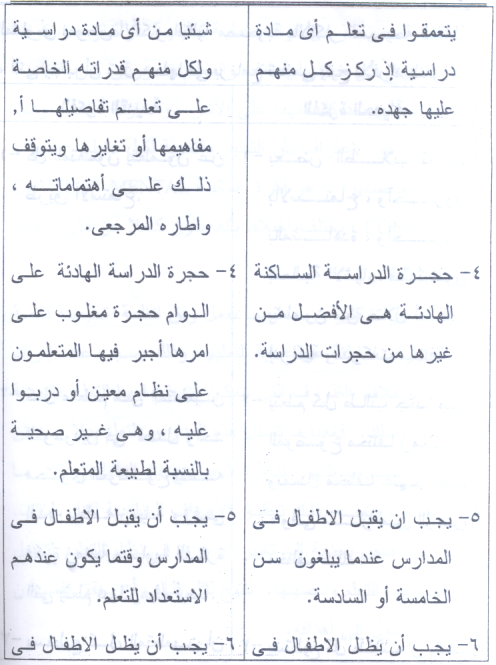 يتعمقوا فى تعلم أى مادة
دراسية إذ ركز كل منهم
عليها جهده.
٤- حجرة الدراسة الساكنة
الهادئة هى الأفضل من
غيرها من حجرات الدراسة.
٥- يجب ان يقبل الاطفال فى
المدارس عندما يبلغون سن
الخامسة أو السادسة.
٦- يجب أن يظل الاطفال فى
شئيا من أى مادة دراسية
ولكل منهم قدراته الخاصة
على تعلم تفاصيلها أ,
مفاهيمها أو تغايرها ويتوقف
ذلك على أهتماماته ،
واطاره المرجعى.
٤- حجرة الدراسة الهادئة على
الدوام حجرة مغلوب على
امرها أجبر فيها المتعلمون
على نظام معين أو دربوا
عليه ، وهى غير صحية
بالنسبة لطبيعة المتعلم.
٥- يجب أن يقبل الاطفال فى
المدارس وقتما يكون عندهم
الاستعداد للتعلم.
٦- يجب أن يظل الاطفال فى